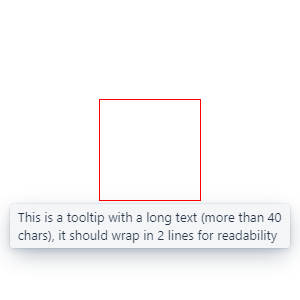 This is a tooltip with a long text (more than 40
chars), it should wrap in 2 lines for readability